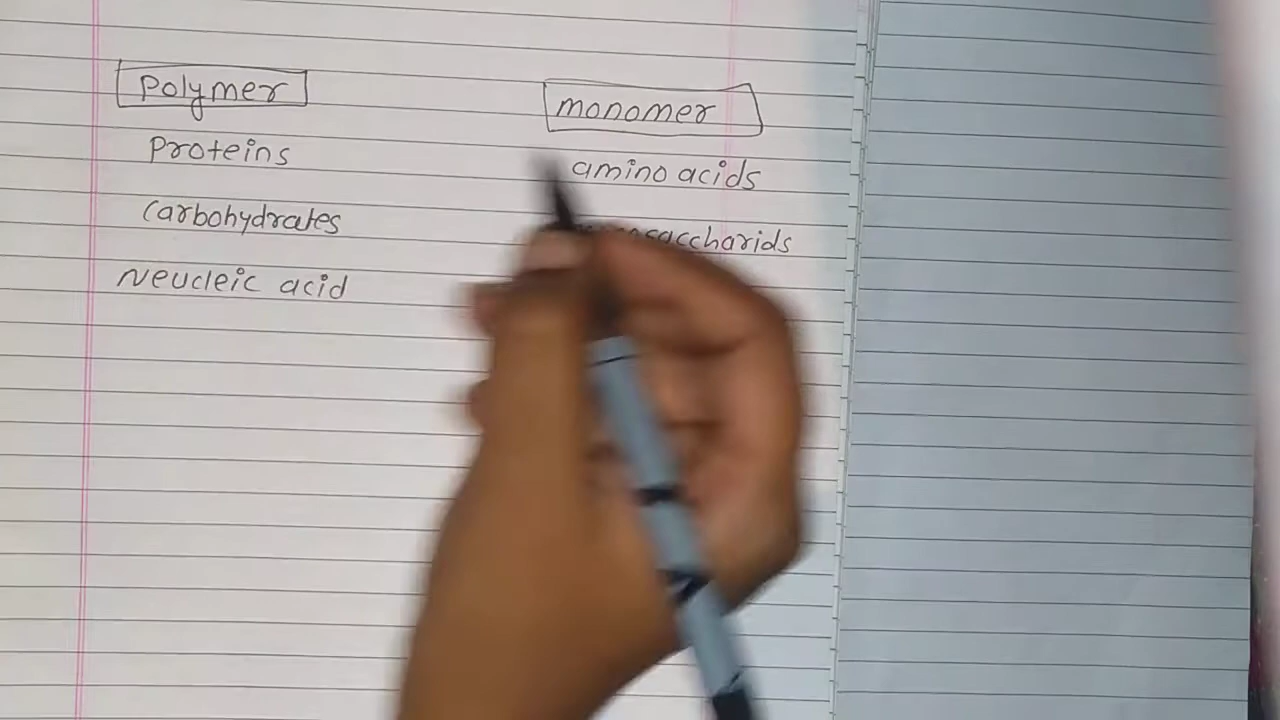 Polymer
monomer
Proteins
amino acids
Carbohydrates
Neucleic acid